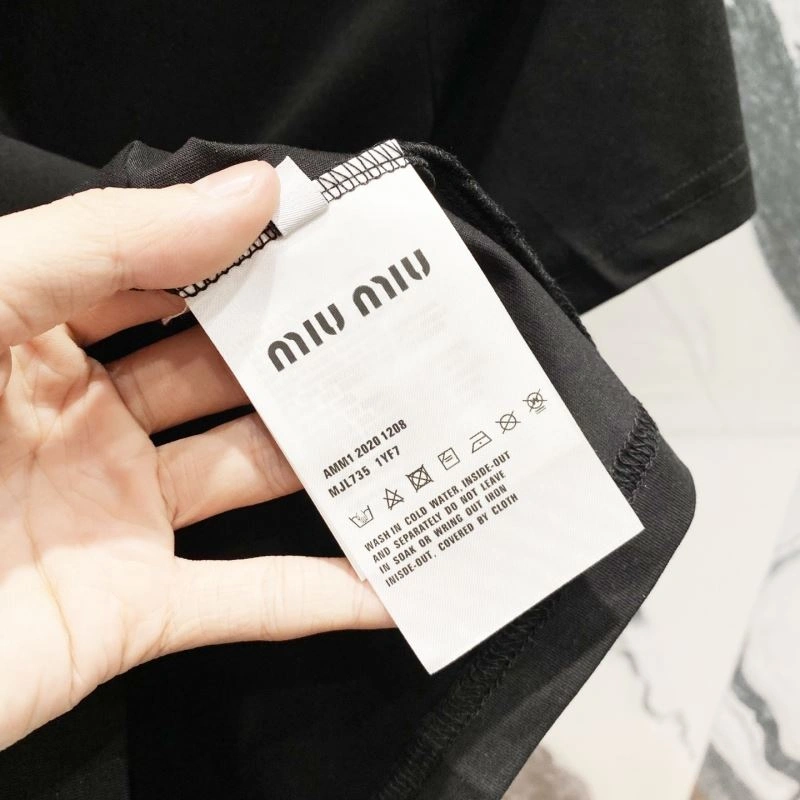 MIU MIU
AMM1 2020 1208
MJL735 1YF7
WASH IN COLD WATER, INSIDE-OUT
AND SEPARATELY DO NOT LEAVE
IN SOAK OR WRING OUT IRON
INISDE-OUT. COVERED BY CLOTH